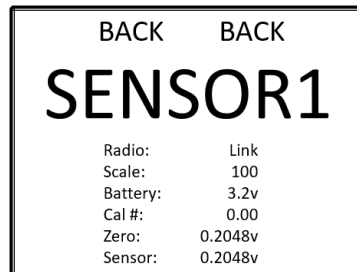 BACK BACK
SENSOR1
Radio: Link
Scale: 100
Battery: 3.2v
Cal #: 0.00
Zero: 0.2048v
Sensor: 0.2048v